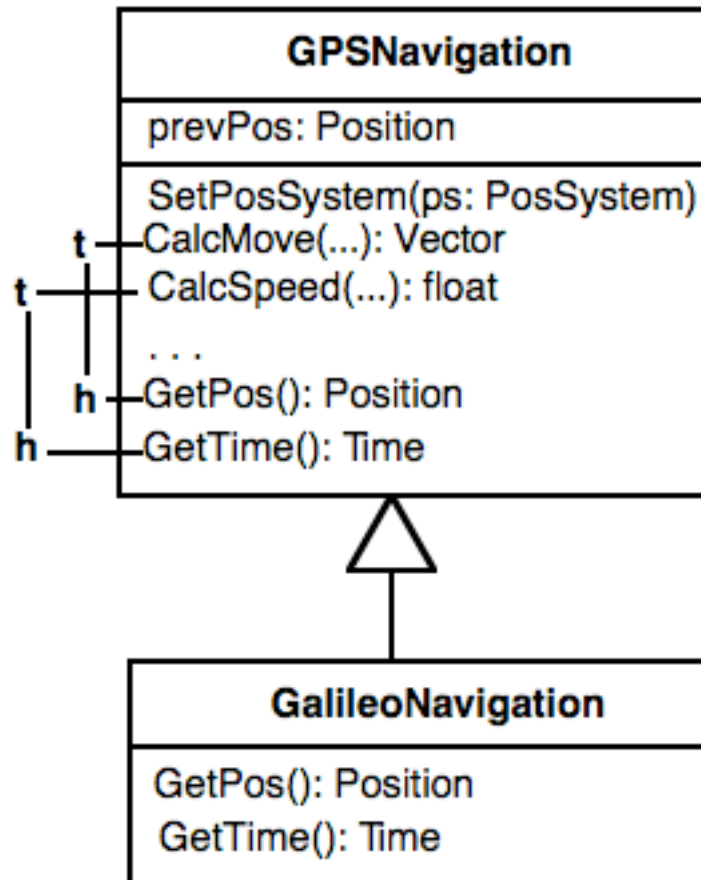 GPSNavigation
prevPos: Position
SetPosSystem(ps: PosSystem)
t CalcMove(...): Vector
t CalcSpeed(...): float
. . .
h GetPos(): Position
h GetTime(): Time
GalileoNavigation
GetPos(): Position
GetTime(): Time